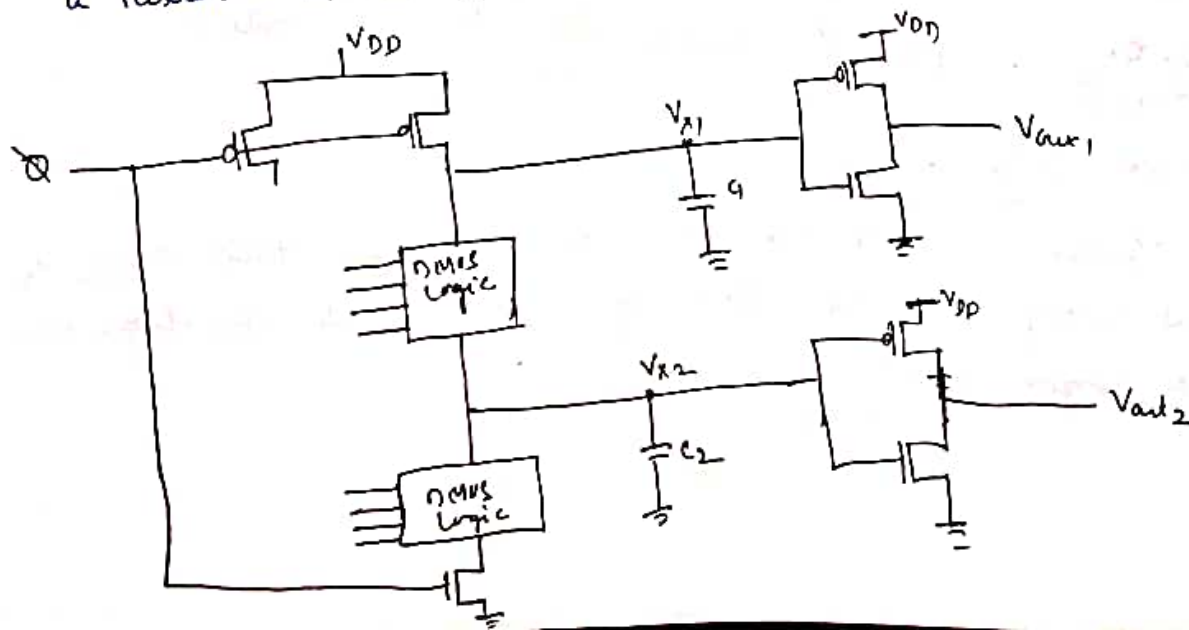 a
VDD
VDD
Ø
Vx1
Vout1
C1
nMOS
Logic
VDD
Vx2
Vout2
C2
nMOS
Logic